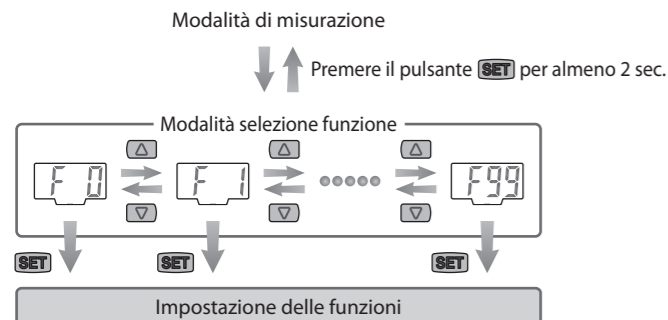 Modalità di misurazione
Premere il pulsante SET per almeno 2 sec.
Modalità selezione funzione
F 0 F 1 F99
SET SET SET
Impostazione delle funzioni